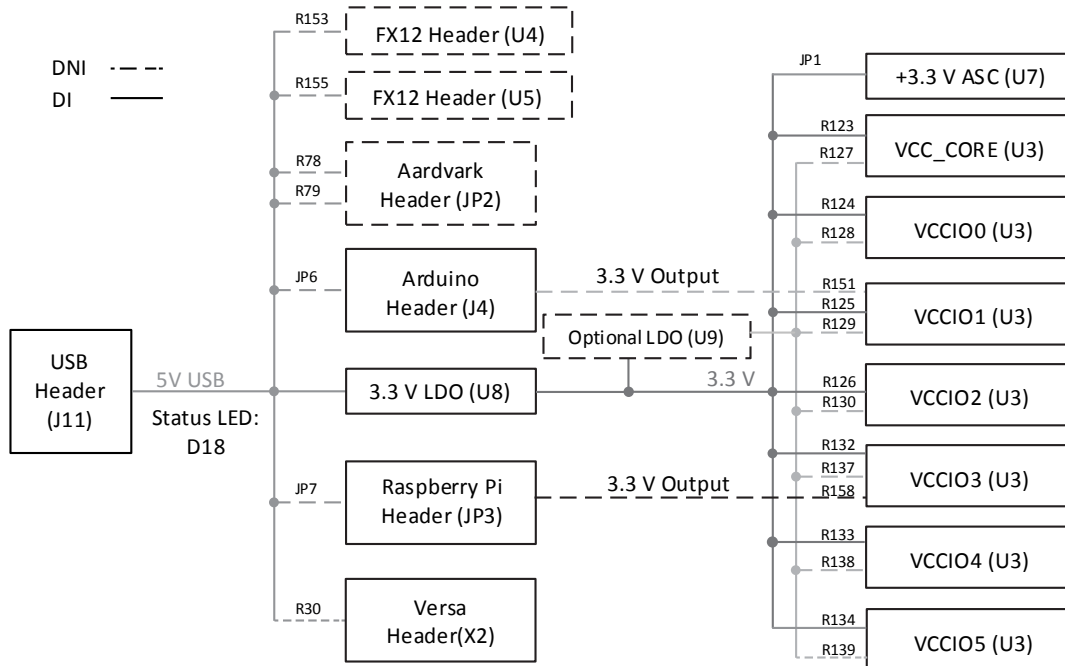 R153
FX12 Header (U4)
DNI
DI
R155
FX12 Header (U5)
JP1
+3.3 V ASC (U7)
R123
R127
VCC_CORE (U3)
R78
R79
Aardvark
Header (JP2)
R124
R128
VCCIO0 (U3)
JP6
Arduino
Header (J4)
3.3 V Output
R151
R125
R129
VCCIO1 (U3)
Optional LDO (U9)
USB
Header
(J11)
5V USB
Status LED:
D18
3.3 V LDO (U8)
3.3 V
R126
R130
VCCIO2 (U3)
JP7
Raspberry Pi
Header (JP3)
3.3 V Output
R132
R137
R158
VCCIO3 (U3)
R133
R138
VCCIO4 (U3)
R30
Versa
Header(X2)
R134
R139
VCCIO5 (U3)